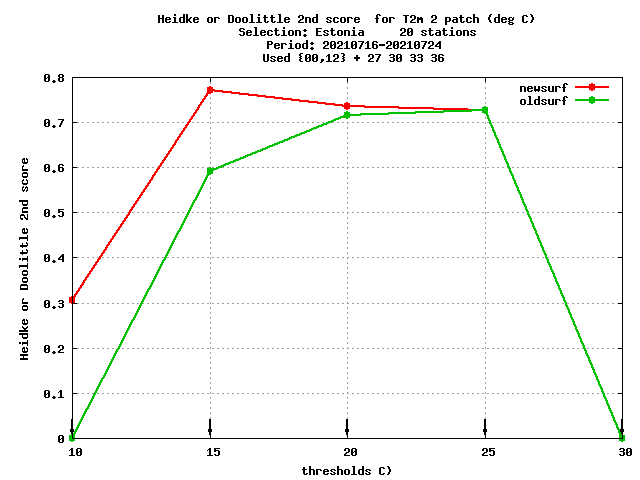 Heidke or Doolittle 2nd score  for T2m 2 patch (deg C)
Selection: Estonia     20 stations
Period: 20210716-20210724
Used {00,12} + 27 30 33 36
newsurf
oldsurf
Heidke or Doolittle 2nd score
0.8
0.7
0.6
0.5
0.4
0.3
0.2
0.1
0
10 15 20 25 30
thresholds C)